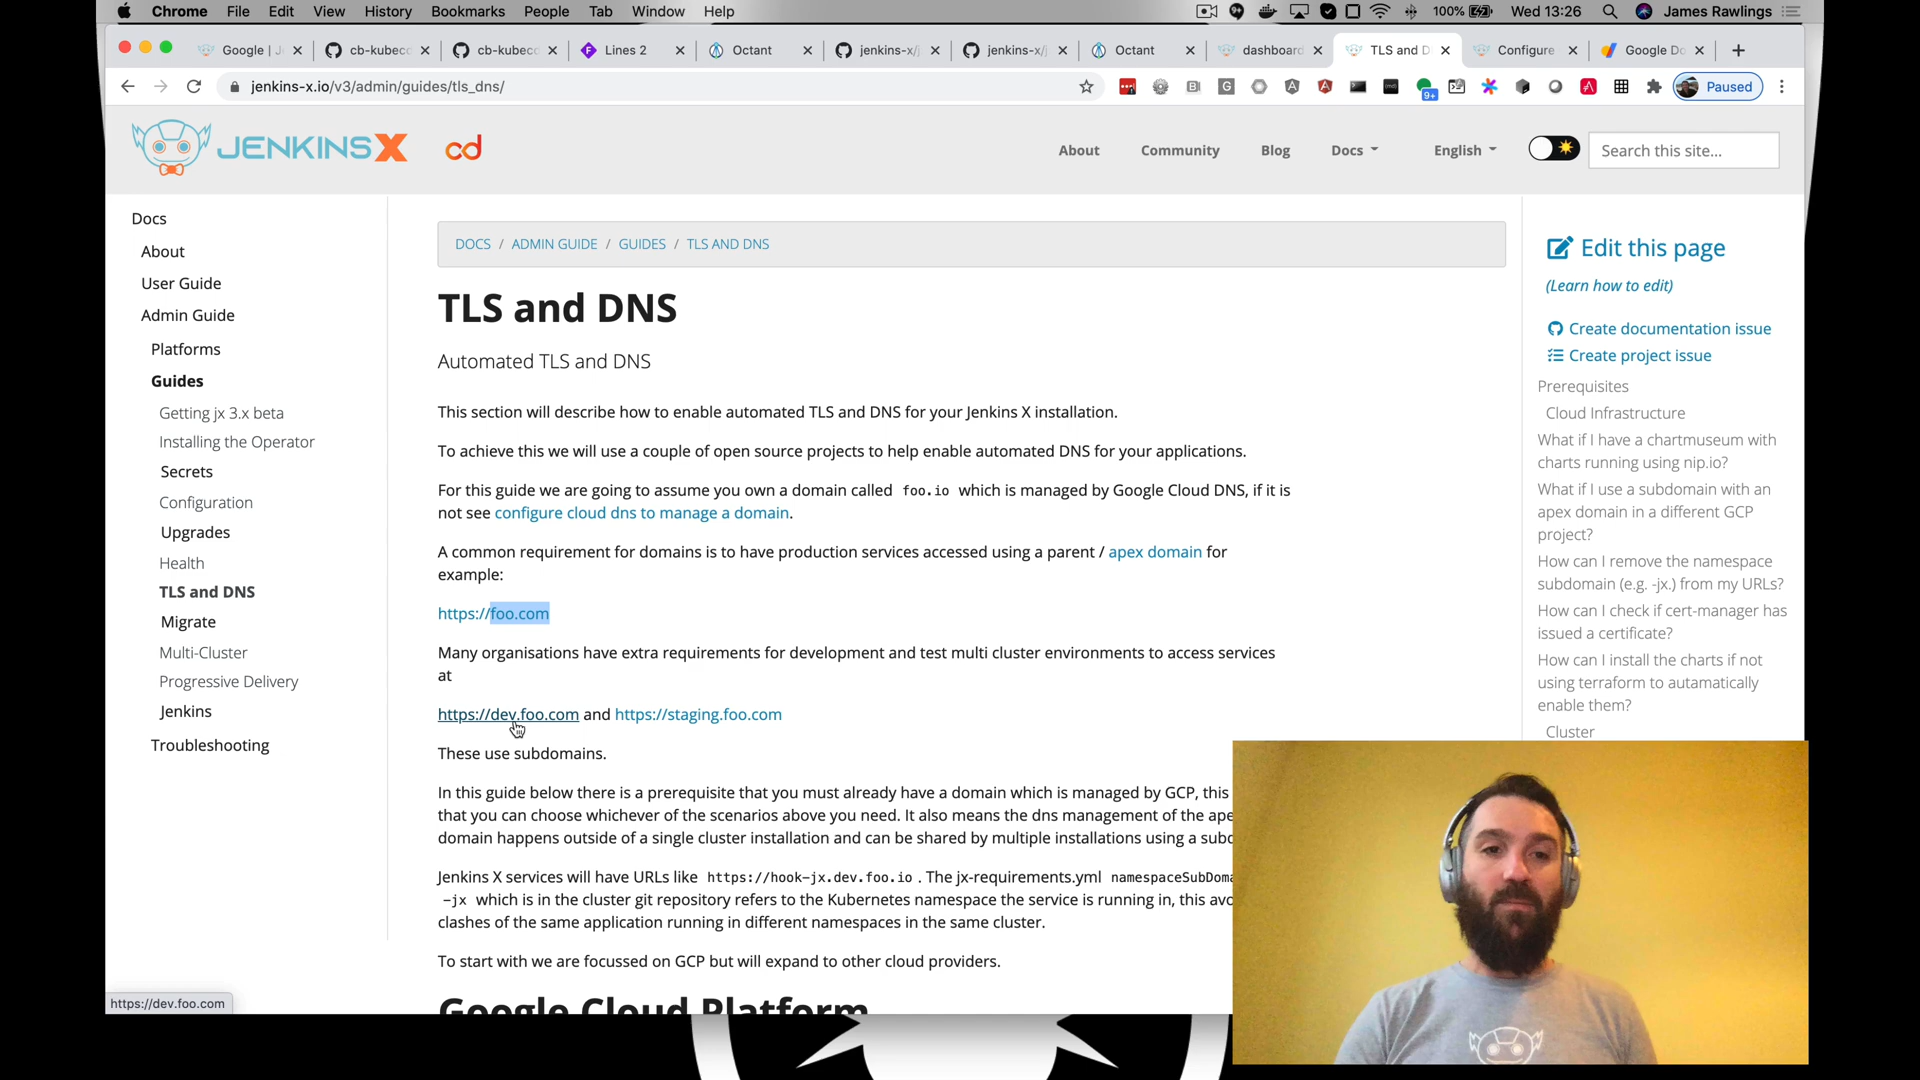 Chrome File Edit View History Bookmarks People Tab Window Help 100% Wed 13:26 James Rawlings
Google | J cb-kubec cb-kubec Lines 2 Octant jenkins-x/j jenkins-x/j Octant dashboard TLS and D Configure Google Do
jenkins-x.io/v3/admin/guides/tls_dns/ 9+ Paused
JENKINSX cd About Community Blog Docs English Search this site...
Docs
About
User Guide
Admin Guide
Platforms
Guides
Getting jx 3.x beta
Installing the Operator
Secrets
Configuration
Upgrades
Health
TLS and DNS
Migrate
Multi-Cluster
Progressive Delivery
Jenkins
Troubleshooting
DOCS / ADMIN GUIDE / GUIDES / TLS AND DNS
TLS and DNS
Automated TLS and DNS
This section will describe how to enable automated TLS and DNS for your Jenkins X installation.
To achieve this we will use a couple of open source projects to help enable automated DNS for your applications.
For this guide we are going to assume you own a domain called foo.io which is managed by Google Cloud DNS, if it is
not see configure cloud dns to manage a domain.
A common requirement for domains is to have production services accessed using a parent / apex domain for
example:
https://foo.com
Many organisations have extra requirements for development and test multi cluster environments to access services
at
https://dev.foo.com and https://staging.foo.com
These use subdomains.
In this guide below there is a prerequisite that you must already have a domain which is managed by GCP, this
that you can choose whichever of the scenarios above you need. It also means the dns management of the ape
domain happens outside of a single cluster installation and can be shared by multiple installations using a subd
Jenkins X services will have URLs like https://hook-jx.dev.foo.io . The jx-requirements.yml namespaceSubDoma
-jx which is in the cluster git repository refers to the Kubernetes namespace the service is running in, this avo
clashes of the same application running in different namespaces in the same cluster.
To start with we are focussed on GCP but will expand to other cloud providers.
Google Cloud Platform
Edit this page
(Learn how to edit)
Create documentation issue
Create project issue
Prerequisites
Cloud Infrastructure
What if I have a chartmuseum with
charts running using nip.io?
What if I use a subdomain with an
apex domain in a different GCP
project?
How can I remove the namespace
subdomain (e.g. -jx.) from my URLs?
How can I check if cert-manager has
issued a certificate?
How can I install the charts if not
using terraform to autamatically
enable them?
Cluster
https://dev.foo.com